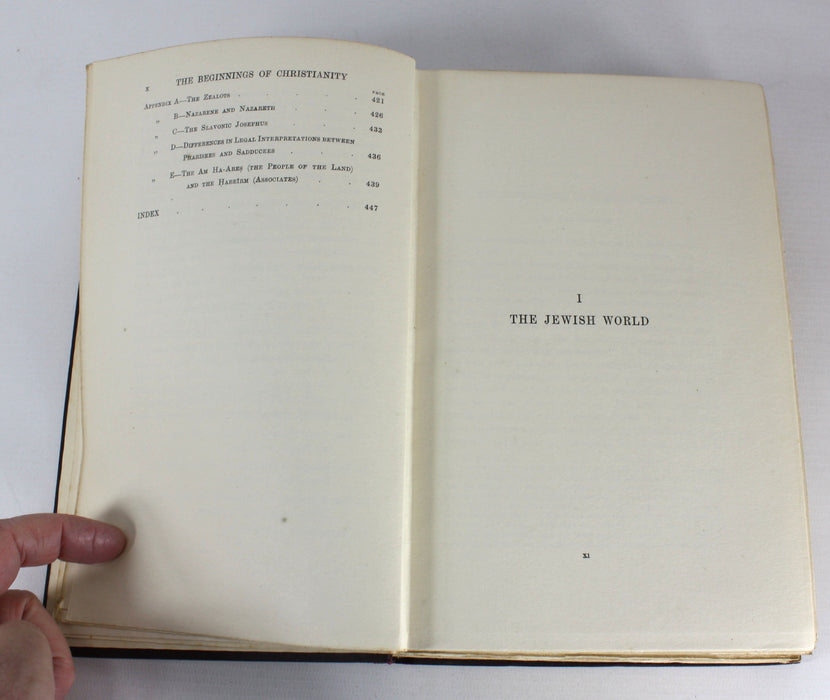 x THE BEGINNINGS OF CHRISTIANITY
PAGE
APPENDIX A—THE ZEALOTS . . . . . 421
„ B—NAZARENE AND NAZARETH . . . 426
„ C—THE SLAVONIC JOSEPHUS . . . 433
„ D—DIFFERENCES IN LEGAL INTERPRETATIONS BETWEEN
PHARISEES AND SADDUCEES . . . 436
„ E—THE AM HA-ARES (THE PEOPLE OF THE LAND)
AND THE ḤABERIM (ASSOCIATES) . . 439
INDEX . . . . . . . 447
I
THE JEWISH WORLD
xi